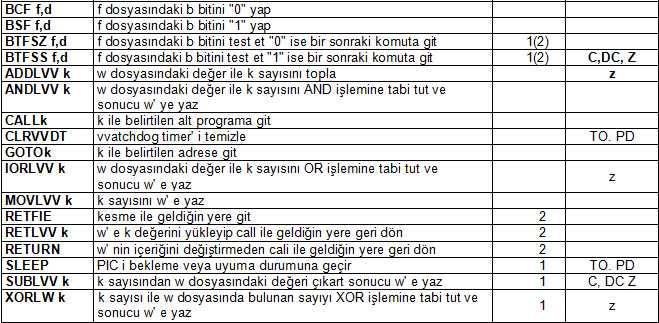 BCF f,d f dosyasındaki b bitini "0" yap
BSF f,d f dosyasındaki b bitini "1" yap
BTFSZ f,d f dosyasındaki b bitini test et "0" ise bir sonraki komuta git 1(2)
BTFSS f,d f dosyasındaki b bitini test et "1" ise bir sonraki komuta git 1(2) C,DC, Z
ADDLVV k w dosyasındaki değer ile k sayısını topla z
ANDLVV k w dosyasındaki değer ile k sayısını AND işlemine tabi tut ve
sonucu w' ye yaz
CALLk k ile belirtilen alt programa git
CLRVVDT vvatchdog timer' i temizle TO. PD
GOTOk k ile belirtilen adrese git
IORLVV k w dosyasındaki değer ile k sayısını OR işlemine tabi tut ve
sonucu w' e yaz z
MOVLVV k k sayısını w' e yaz
RETFIE kesme ile geldiğin yere git 2
RETLVV k w' e k değerini yükleyip call ile geldiğin yere geri dön 2
RETURN w' nin içeriğini değiştirmeden cali ile geldiğin yere geri dön 2
SLEEP PIC i bekleme veya uyuma durumuna geçir 1 TO. PD
SUBLVV k k sayısından w dosyasındaki değeri çıkart sonucu w' e yaz 1 C, DC Z
XORLW k k sayısı ile w dosyasında bulunan sayıyı XOR işlemine tabi tut ve
sonucu w' e yaz 1 z